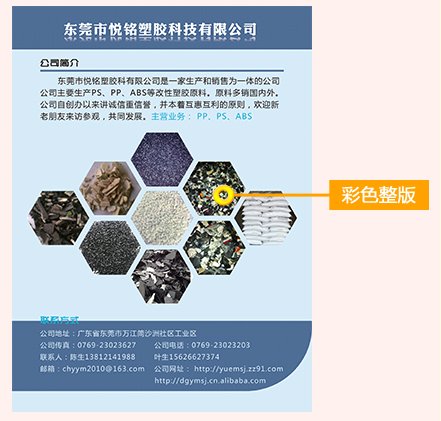 东莞市悦铭塑胶科技有限公司
公司简介
东莞市悦铭塑胶科有限公司是一家生产和销售为一体的公司
公司主要生产PS、PP、ABS等改性塑胶原料。原料多销国内外。
公司自创办以来讲诚信重信誉，并本着互惠互利的原则，欢迎新
老朋友来访参观，共同发展。主营业务： PP、PS、ABS
彩色整版
联系方式
公司地址：广东省东莞市万江简沙洲社区工业区
公司传真：0769-23023627 公司电话：0769-23023203
联系人：陈生13812141988 叶生15626627374
邮箱：chyym2010@163.com 公司网址： http://yuemsj.zz91.com
http://dgymsj.cn.alibaba.com